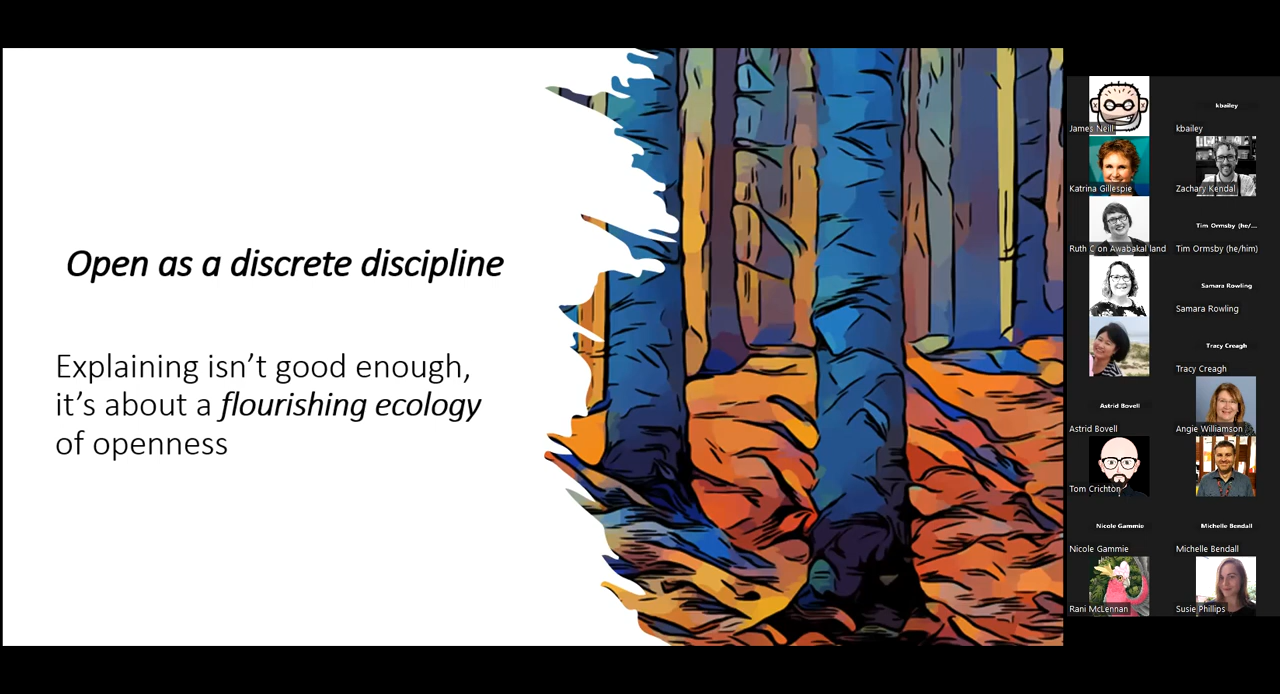 Open as a discrete discipline
Explaining isn’t good enough,
it’s about a flourishing ecology
of openness
James Neill
kbailey
kbailey
Katrina Gillespie
Zachary Kendal
Ruth C on Awabakal land
Tim Ormsby (he/...
Tim Ormsby (he/him)
Samara Rowling
Samara Rowling
Tracy Creagh
Tracy Creagh
Astrid Bovell
Astrid Bovell
Angie Williamson
Tom Crichton
Nicole Gammie
Nicole Gammie
Michelle Bendall
Michelle Bendall
Rani McLennan
Susie Phillips